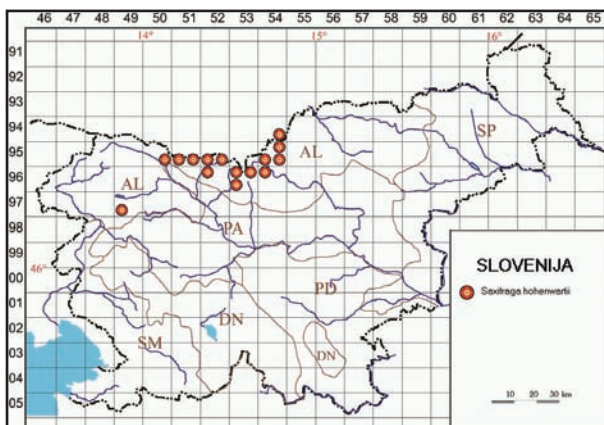 46 47 48 49 50 51 52 53 54 55 56 57 58 59 60 61 62 63 64 65
14° 15° 16°
91
92
93
94
95
96
97
98
99
00
01
02
03
04
05
46°
SP
AL
AL
PA
PD
DN
SM
DN
SLOVENIJA
Saxifraga hohenwartii
10 20 30 km